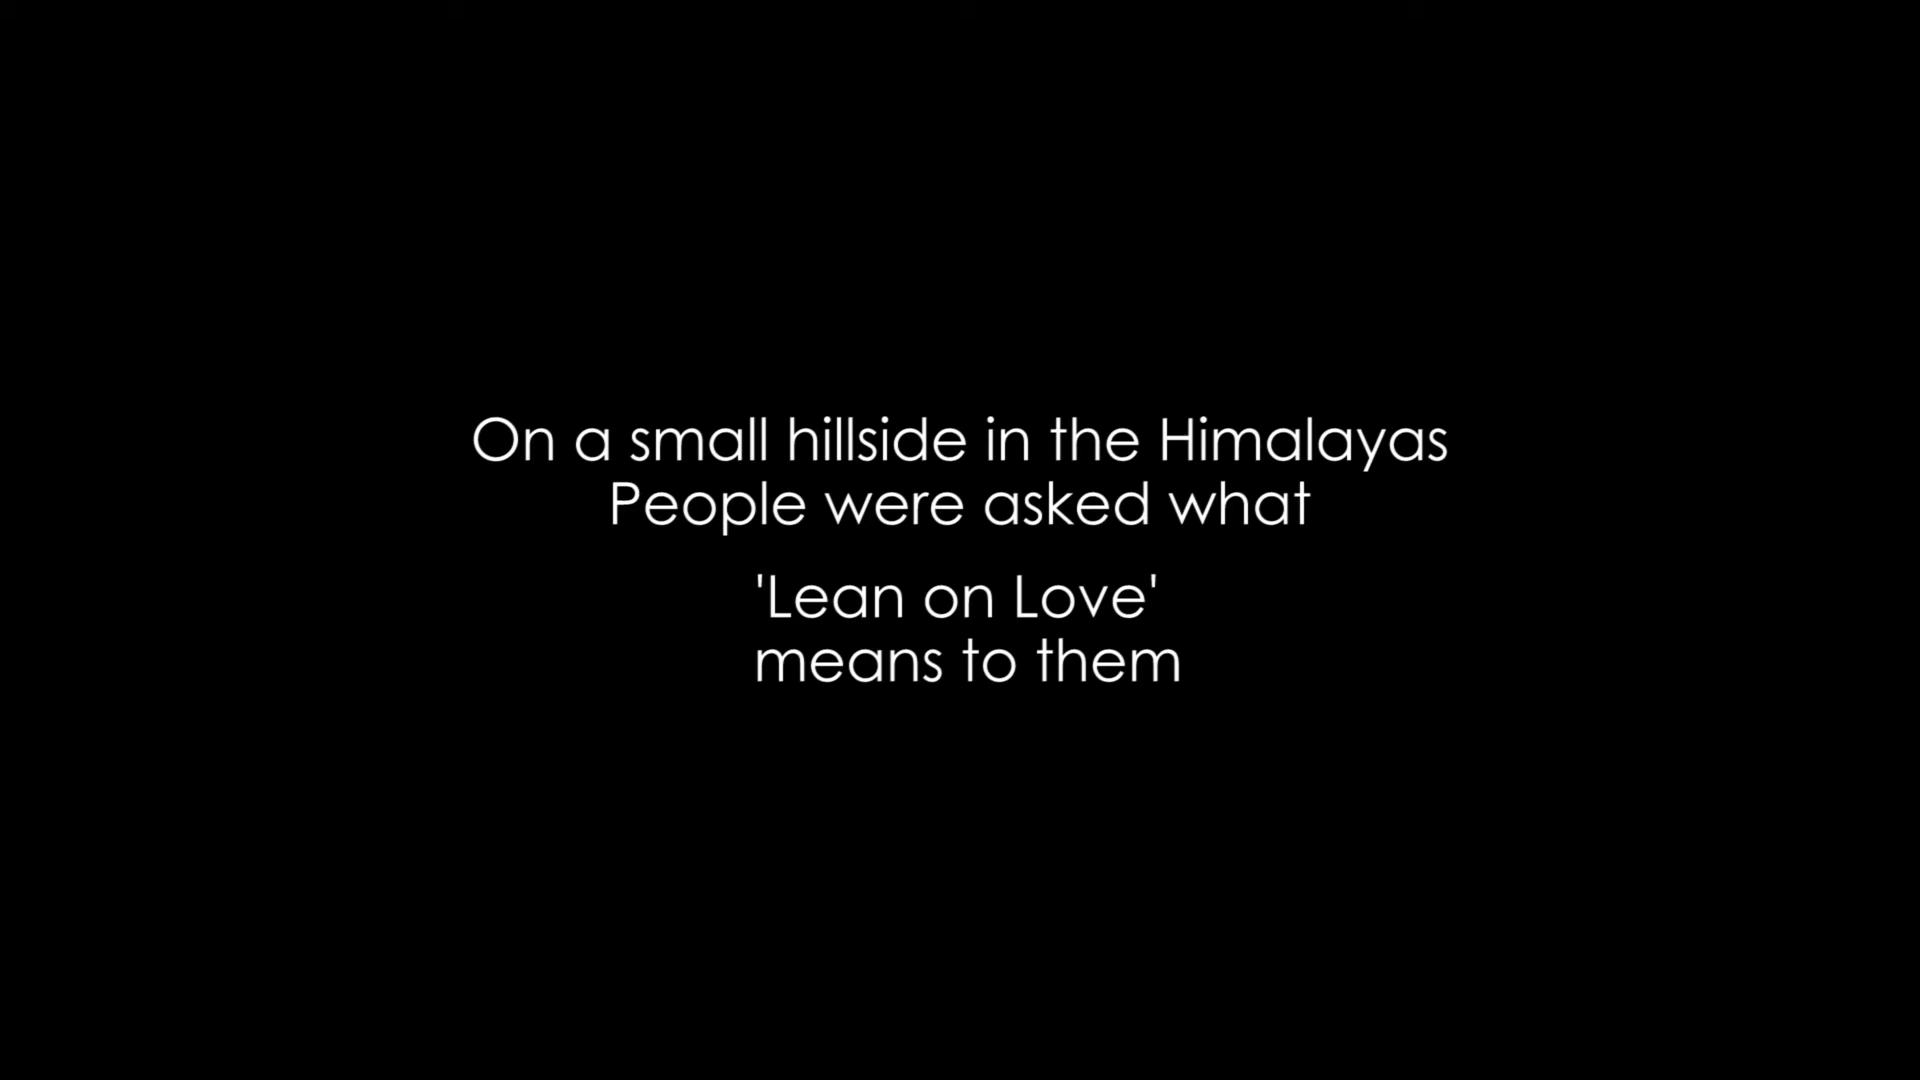 On a small hillside in the Himalayas
People were asked what
'Lean on Love'
means to them